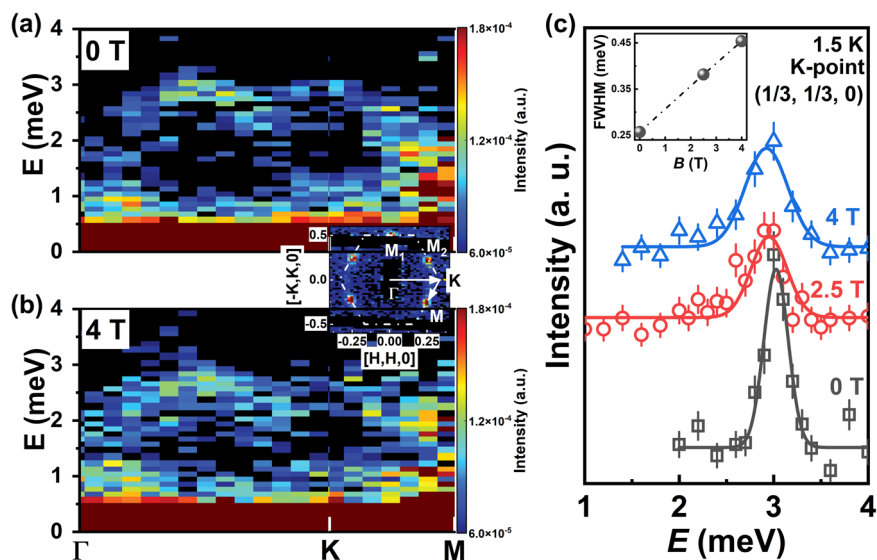 (a)
0 T
E (meV)
4
3
2
1
0
1.8×10⁻⁴
1.2×10⁻⁴
6.0×10⁻⁵
Intensity (a.u.)
[-K,K,0]
0.5
0.0
-0.5
M₁
M₂
K
Γ
M
-0.25 0.00 0.25
[H,H,0]
(b)
4 T
E (meV)
4
3
2
1
0
1.8×10⁻⁴
1.2×10⁻⁴
6.0×10⁻⁵
Intensity (a.u.)
Γ K M
(c)
Intensity (a. u.)
FWHM (meV)
0.45
0.35
0.25
0 1 2 3 4
B (T)
1.5 K
K-point
(1/3, 1/3, 0)
4 T
2.5 T
0 T
1 2 3 4
E (meV)